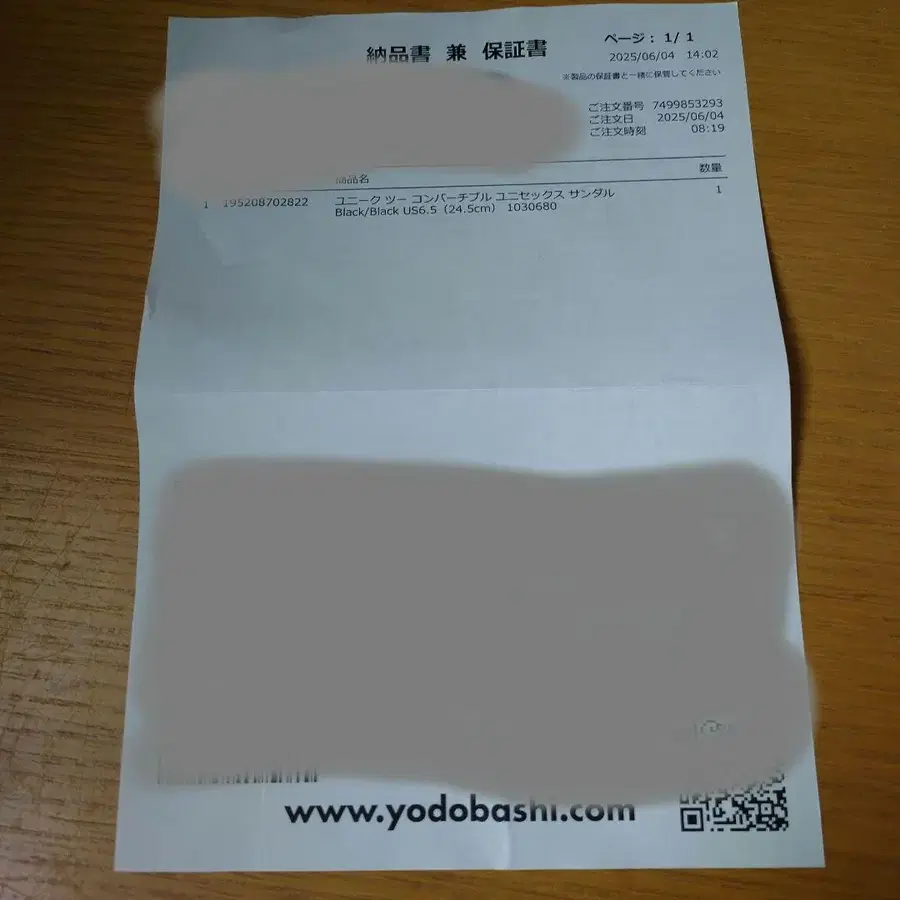 納品書 兼 保証書
ページ： 1/ 1
2025/06/04 14:02
※製品の保証書と一緒に保管してください
ご注文番号 7499853293
ご注文日 2025/06/04
ご注文時刻 08:19
商品名 数量
1 195208702822 ユニーク ツー コンバーチブル ユニセックス サンダル 1
Black/Black US6.5（24.5cm） 1030680
www.yodobashi.com